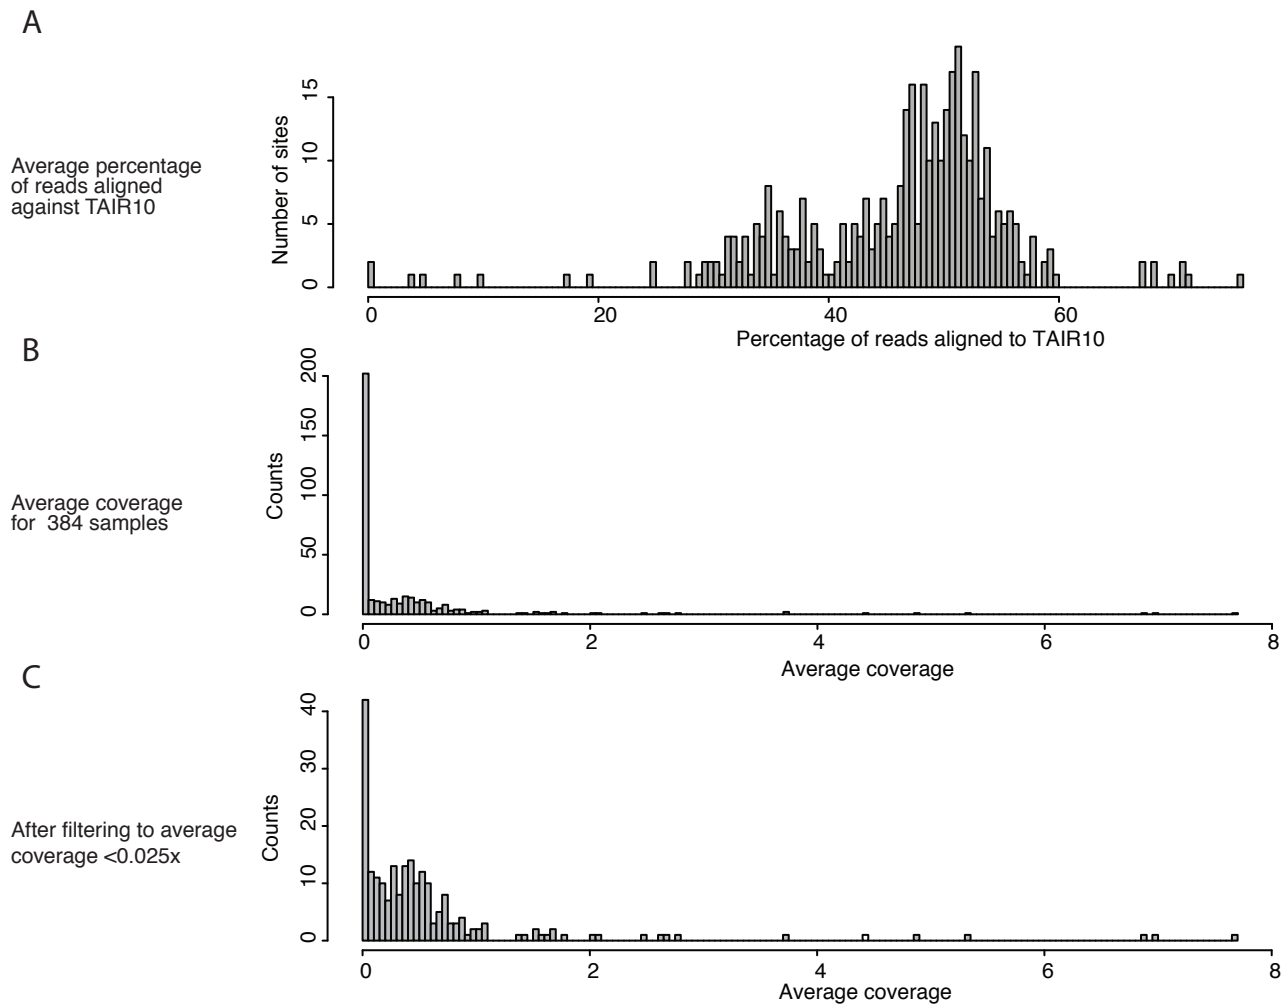 A
Average percentage
of reads aligned
against TAIR10
Number of sites
15
10
5
0
0 20 40 60
Percentage of reads aligned to TAIR10
B
Average coverage
for 384 samples
Counts
200
150
100
50
0
0 2 4 6 8
Average coverage
C
After filtering to average
coverage <0.025x
Counts
40
30
20
10
0
0 2 4 6 8
Average coverage